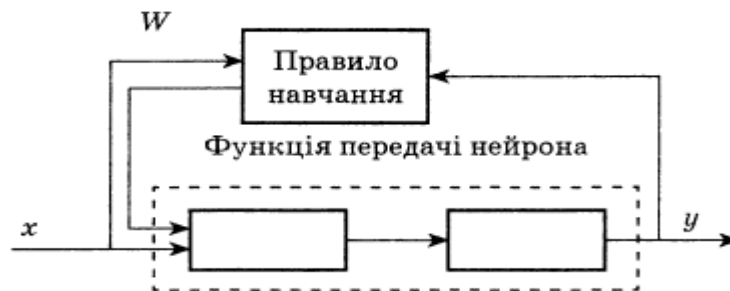 W
Правило
навчання
Функція передачі нейрона
x
y